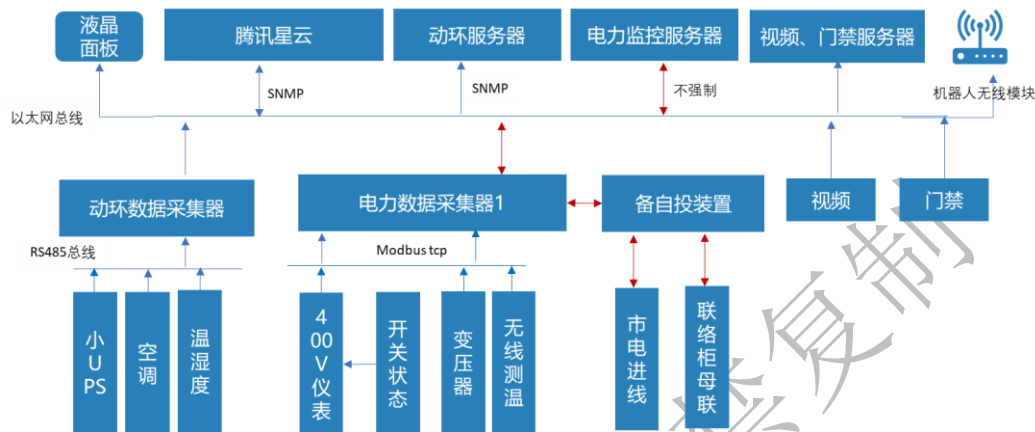 液晶
面板
腾讯星云
动环服务器
电力监控服务器
视频、门禁服务器
SNMP
SNMP
不强制
机器人无线模块
以太网总线
动环数据采集器
电力数据采集器1
备自投装置
视频
门禁
RS485总线
Modbus tcp
小
U
PS
空
调
温
湿
度
4
00
V
仪
表
开
关
状
态
变
压
器
无
线
测
温
市
电
进
线
联
络
柜
母
联
禁复制